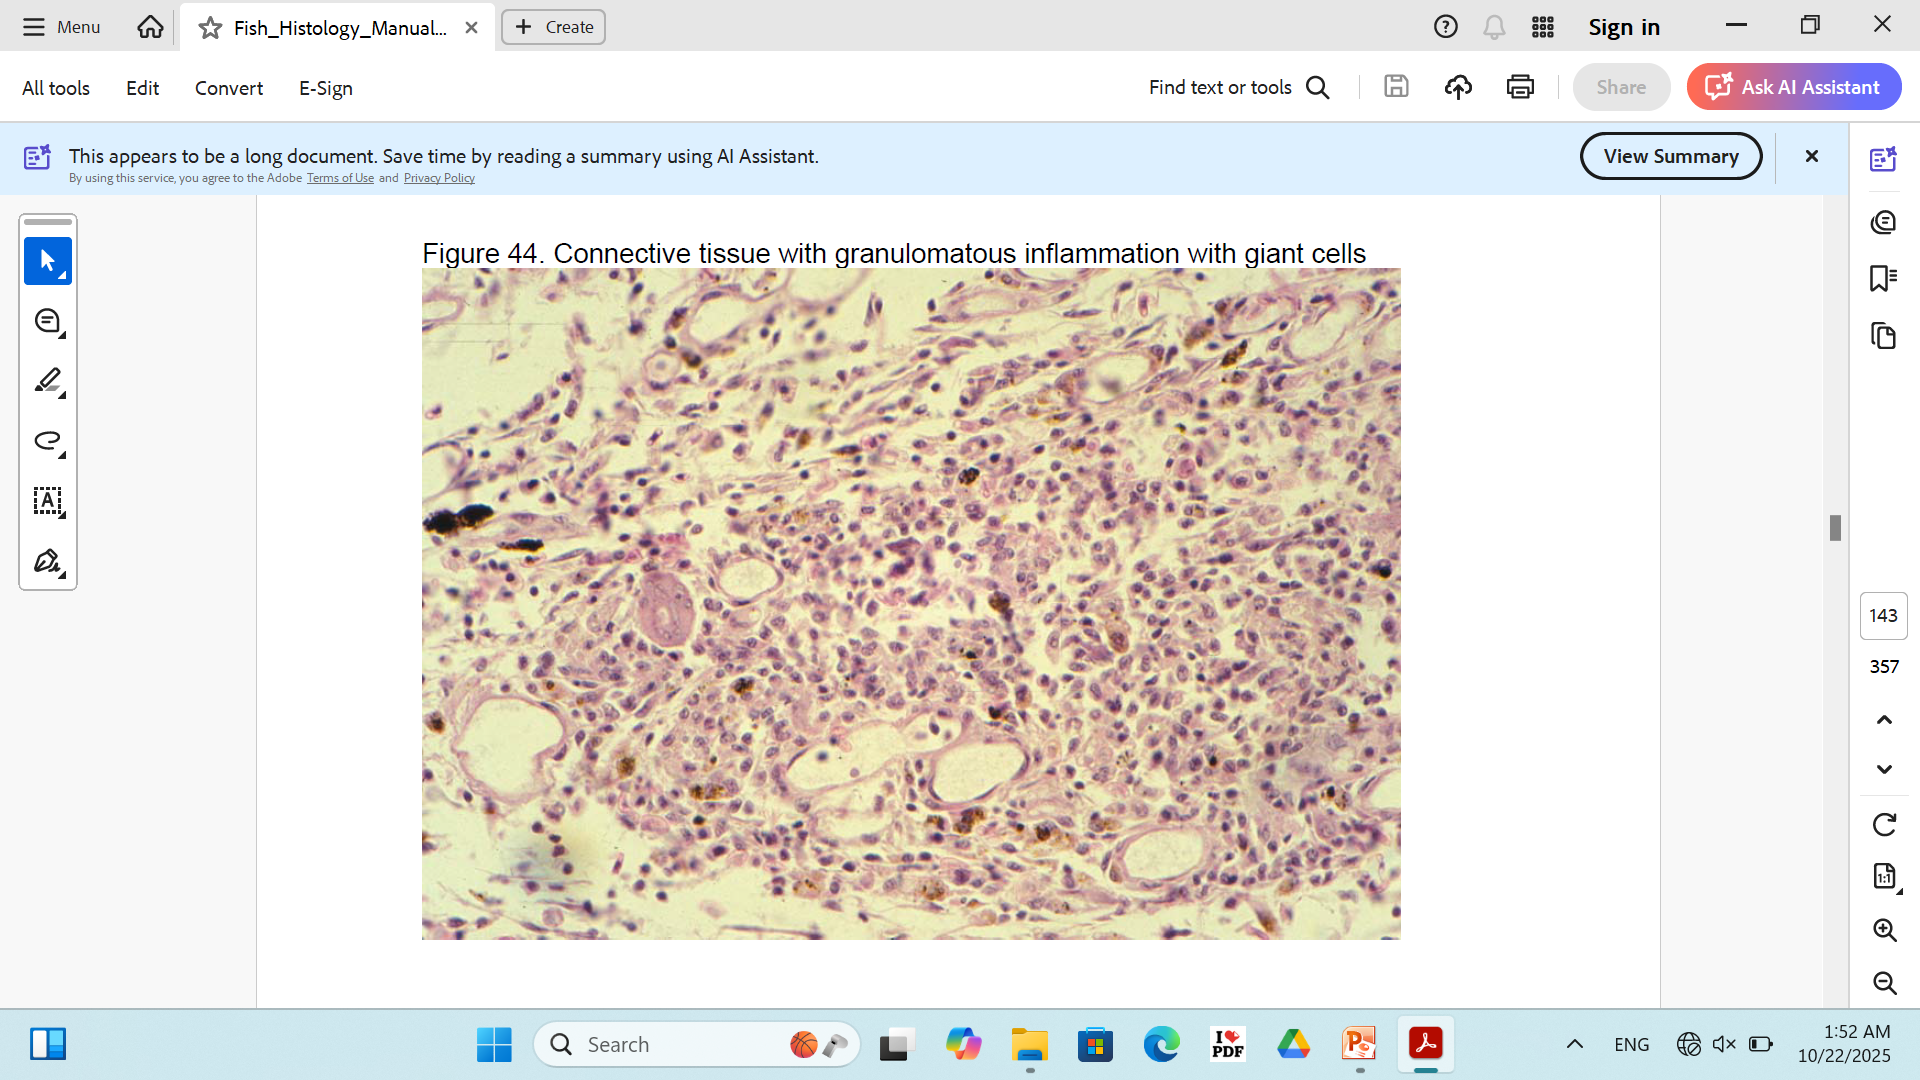 Menu
Fish_Histology_Manual...
Create
Sign in
All tools
Edit
Convert
E-Sign
Find text or tools
Share
Ask AI Assistant
This appears to be a long document. Save time by reading a summary using AI Assistant.
By using this service, you agree to the Adobe Terms of Use and Privacy Policy
View Summary
Figure 44. Connective tissue with granulomatous inflammation with giant cells
A
143
357
1:1
Search
I PDF
P
ENG
1:52 AM
10/22/2025